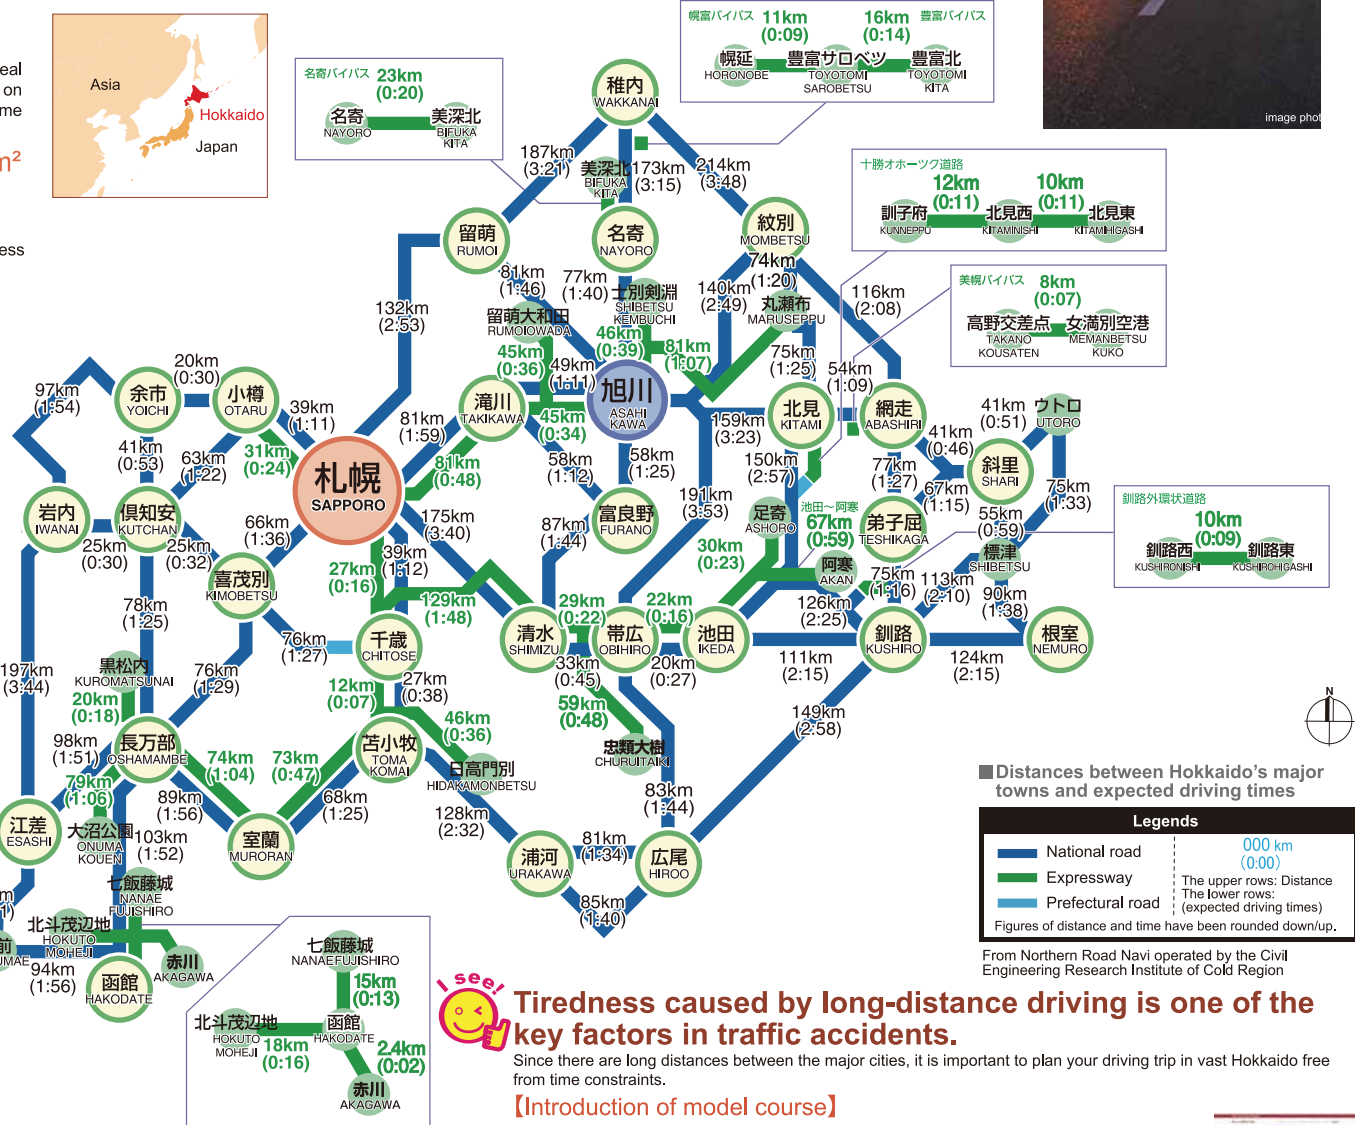 eal
on
me
m²
ess
Asia
Hokkaido
Japan
image phot
名寄バイパス
23km
(0:20)
名寄
NAYORO
美深北
BIFUKA
KITA
幌富バイパス
11km
(0:09)
16km
(0:14)
豊富バイパス
幌延
HORONOBE
豊富サロベツ
TOYOTOMI
SAROBETSU
豊富北
TOYOTOMI
KITA
稚内
WAKKANAI
187km
(3:21)
美深北
BIFUKA
KITA
173km
(3:15)
214km
(3:48)
十勝オホーツク道路
12km
(0:11)
10km
(0:11)
訓子府
KUNNEPPU
北見西
KITAMINISHI
北見東
KITAMIHIGASHI
留萌
RUMOI
名寄
NAYORO
紋別
MOMBETSU
美幌バイパス
8km
(0:07)
高野交差点
TAKANO
KOUSATEN
女満別空港
MEMANBETSU
KUKO
132km
(2:53)
81km
(1:46)
77km
(1:40)
士別剣淵
SHIBETSU
KEMBUCHI
140km
(2:49)
74km
(1:20)
丸瀬布
MARUSEPPU
116km
(2:08)
留萌大和田
RUMOIOWADA
45km
(0:36)
46km
(0:39)
81km
(1:07)
75km
(1:25)
54km
(1:09)
49km
(1:11)
97km
(1:54)
20km
(0:30)
余市
YOICHI
小樽
OTARU
39km
(1:11)
81km
(1:59)
滝川
TAKIKAWA
45km
(0:34)
旭川
ASAHI
KAWA
159km
(3:23)
北見
KITAMI
網走
ABASHIRI
41km
(0:51)
ウトロ
UTORO
41km
(0:53)
63km
(1:22)
31km
(0:24)
札幌
SAPPORO
81km
(0:48)
58km
(1:12)
58km
(1:25)
150km
(2:57)
77km
(1:27)
41km
(0:46)
斜里
SHARI
67km
(1:15)
75km
(1:33)
岩内
IWANAI
倶知安
KUTCHAN
25km
(0:30)
25km
(0:32)
66km
(1:36)
175km
(3:40)
87km
(1:44)
富良野
FURANO
191km
(3:53)
足寄
ASHORO
池田～阿寒
67km
(0:59)
弟子屈
TESHIKAGA
55km
(0:59)
標津
SHIBETSU
釧路外環状道路
10km
(0:09)
釧路西
KUSHIRONISHI
釧路東
KUSHIROHIGASHI
喜茂別
KIMOBETSU
39km
(1:12)
27km
(0:16)
129km
(1:48)
30km
(0:23)
阿寒
AKAN
75km
(1:16)
113km
(2:10)
90km
(1:38)
78km
(1:25)
76km
(1:27)
千歳
CHITOSE
清水
SHIMIZU
29km
(0:22)
帯広
OBIHIRO
22km
(0:16)
池田
IKEDA
126km
(2:25)
釧路
KUSHIRO
根室
NEMURO
33km
(0:45)
20km
(0:27)
111km
(2:15)
124km
(2:15)
197km
(3:44)
黒松内
KUROMATSUNAI
20km
(0:18)
76km
(1:29)
12km
(0:07)
27km
(0:38)
46km
(0:36)
59km
(0:48)
149km
(2:58)
N
98km
(1:51)
長万部
OSHAMAMBE
74km
(1:04)
73km
(0:47)
苫小牧
TOMA
KOMAI
日高門別
HIDAKAMONBETSU
忠類大樹
CHURUITAIKI
79km
(1:06)
89km
(1:56)
68km
(1:25)
128km
(2:32)
83km
(1:44)
江差
ESASHI
大沼公園
ONUMA
KOUEN
103km
(1:52)
室蘭
MURORAN
浦河
URAKAWA
81km
(1:34)
広尾
HIROO
85km
(1:40)
七飯藤城
NANAE
FUJISHIRO
北斗茂辺地
HOKUTO
MOHEJI
赤川
AKAGAWA
前
UMAE
94km
(1:56)
函館
HAKODATE
七飯藤城
NANAEFUJISHIRO
15km
(0:13)
北斗茂辺地
HOKUTO
MOHEJI
函館
HAKODATE
18km
(0:16)
2.4km
(0:02)
赤川
AKAGAWA
■Distances between Hokkaido's major
towns and expected driving times
Legends
National road
Expressway
Prefectural road
000 km
(0:00)
The upper rows: Distance
The lower rows:
(expected driving times)
Figures of distance and time have been rounded down/up.
From Northern Road Navi operated by the Civil
Engineering Research Institute of Cold Region
I see!
Tiredness caused by long-distance driving is one of the
key factors in traffic accidents.
Since there are long distances between the major cities, it is important to plan your driving trip in vast Hokkaido free
from time constraints.
【Introduction of model course】